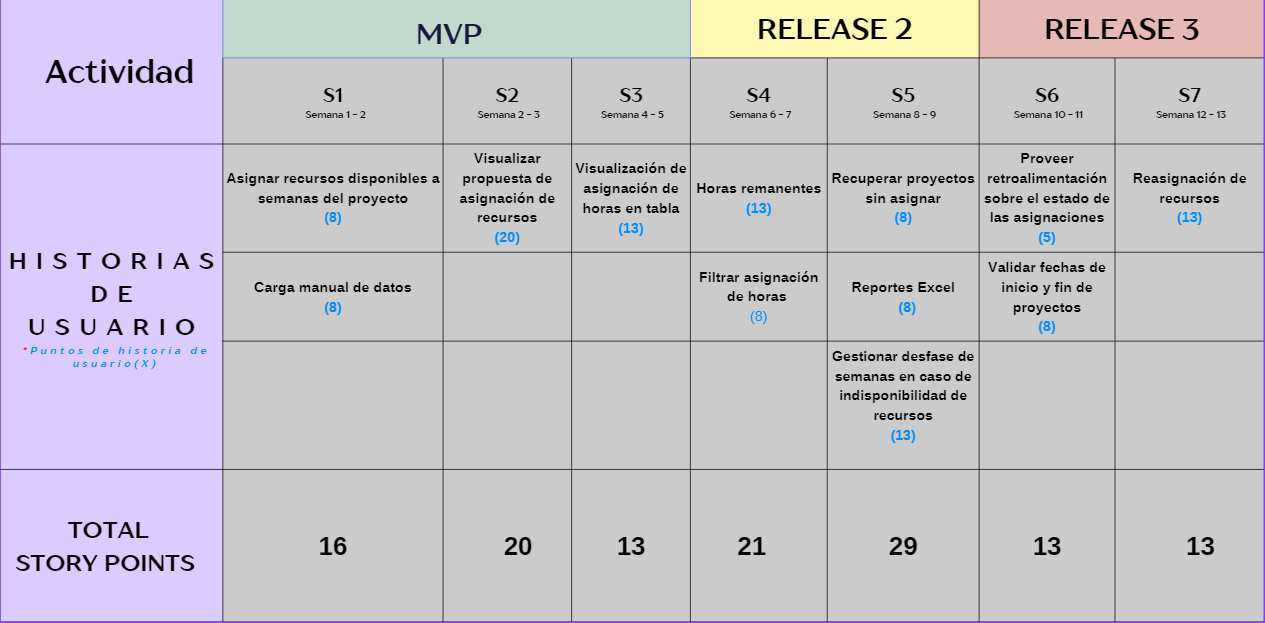 Actividad
MVP
RELEASE 2
RELEASE 3
S1
Semana 1 - 2
S2
Semana 2 - 3
S3
Semana 4 - 5
S4
Semana 6 - 7
S5
Semana 8 - 9
S6
Semana 10 - 11
S7
Semana 12 - 13
HISTORIAS
DE
USUARIO
*Puntos de historia de
usuario(X)
Asignar recursos disponibles a
semanas del proyecto
(8)
Visualizar
propuesta de
asignación de
recursos
(20)
Visualización de
asignación de
horas en tabla
(13)
Horas remanentes
(13)
Recuperar proyectos
sin asignar
(8)
Proveer
retroalimentación
sobre el estado de
las asignaciones
(5)
Reasignación de
recursos
(13)
Carga manual de datos
(8)
Filtrar asignación
de horas
(8)
Reportes Excel
(8)
Validar fechas de
inicio y fin de
proyectos
(8)
Gestionar desfase de
semanas en caso de
indisponibilidad de
recursos
(13)
TOTAL
STORY POINTS
16
20
13
21
29
13
13